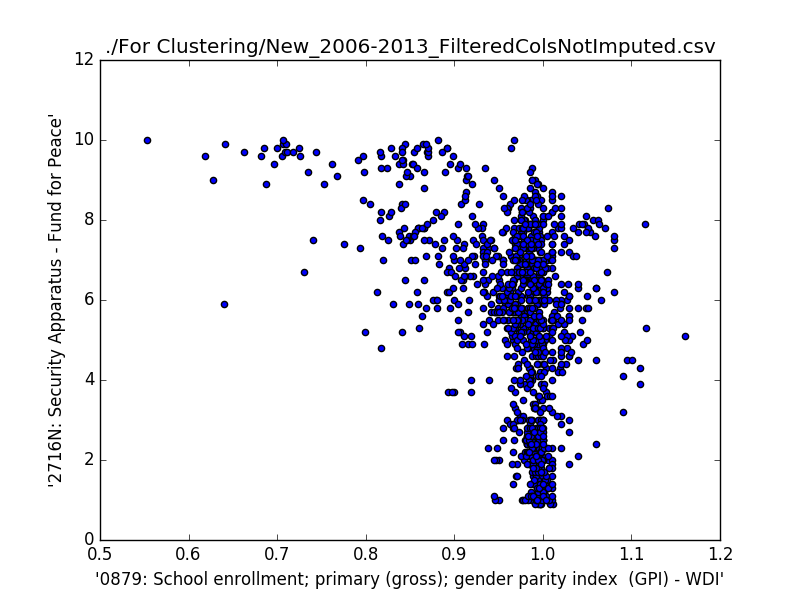 ./For Clustering/New_2006-2013_FilteredColsNotImputed.csv
12
10
8
6
4
2
0
'2716N: Security Apparatus - Fund for Peace'
0.5 0.6 0.7 0.8 0.9 1.0 1.1 1.2
'0879: School enrollment; primary (gross); gender parity index  (GPI) - WDI'